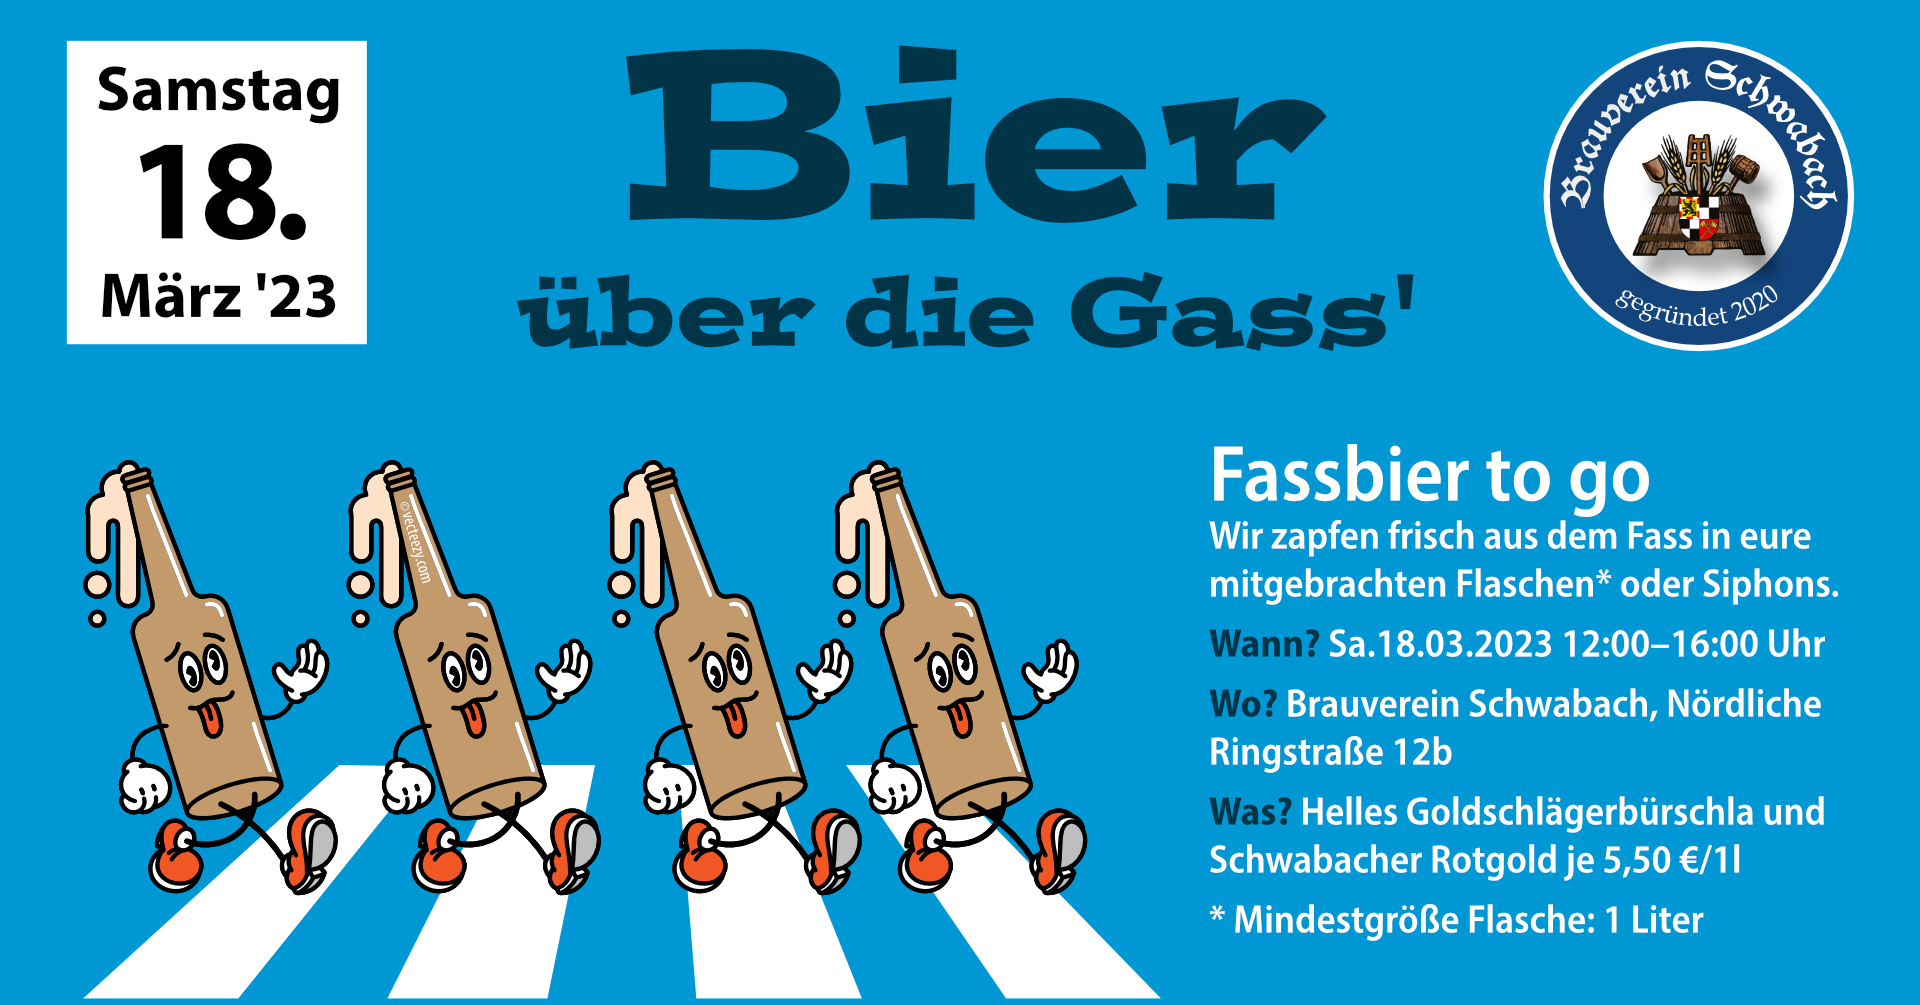 Samstag
18.
März '23
Bier
über die Gass'
Brauverein Schwabach
gegründet 2020
©vecteezy.com
Fassbier to go
Wir zapfen frisch aus dem Fass in eure
mitgebrachten Flaschen* oder Siphons.
Wann? Sa.18.03.2023 12:00–16:00 Uhr
Wo? Brauverein Schwabach, Nördliche
Ringstraße 12b
Was? Helles Goldschlägerbürschla und
Schwabacher Rotgold je 5,50 €/1l
* Mindestgröße Flasche: 1 Liter